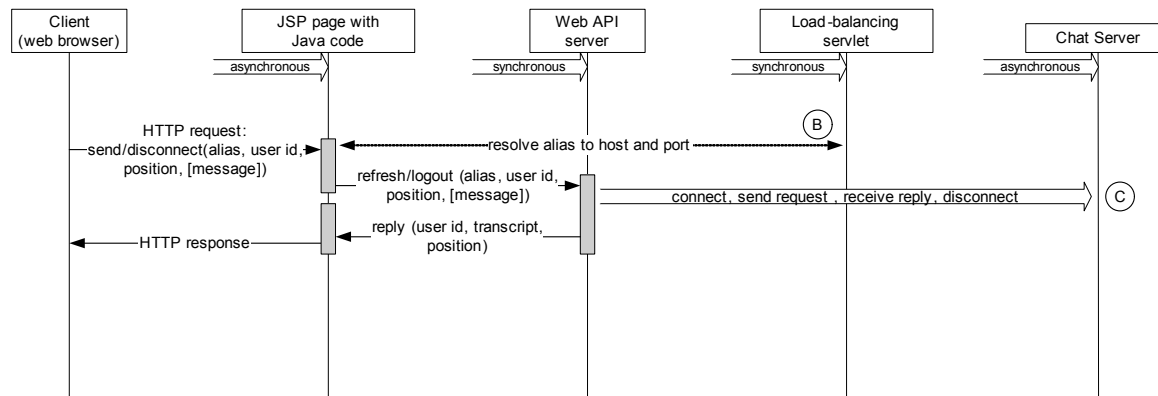 Client
(web browser)
JSP page with
Java code
Web API
server
Load-balancing
servlet
Chat Server
asynchronous
synchronous
synchronous
asynchronous
B
HTTP request:
send/disconnect(alias, user id,
position, [message])
resolve alias to host and port
refresh/logout (alias, user id,
position, [message])
connect, send request , receive reply, disconnect
C
reply (user id, transcript,
position)
HTTP response